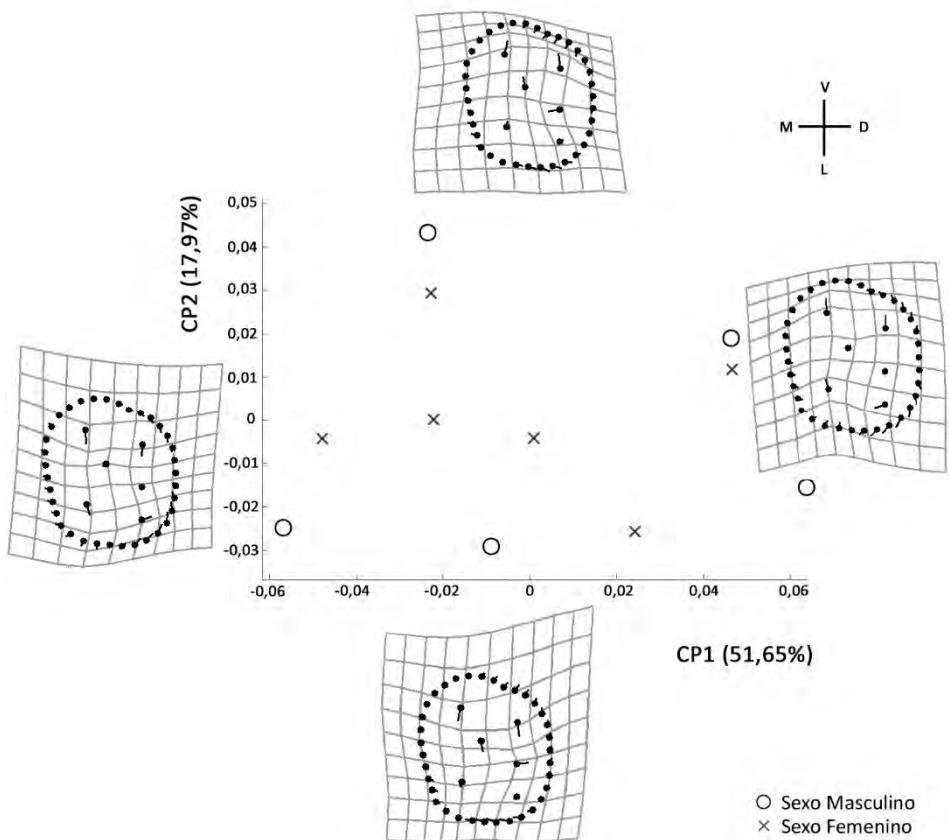 V
M D
L
CP2 (17,97%)
0,05
0,04
0,03
0,02
0,01
0
-0,01
-0,02
-0,03
-0,06 -0,04 -0,02 0 0,02 0,04 0,06
CP1 (51,65%)
Sexo Masculino
Sexo Femenino